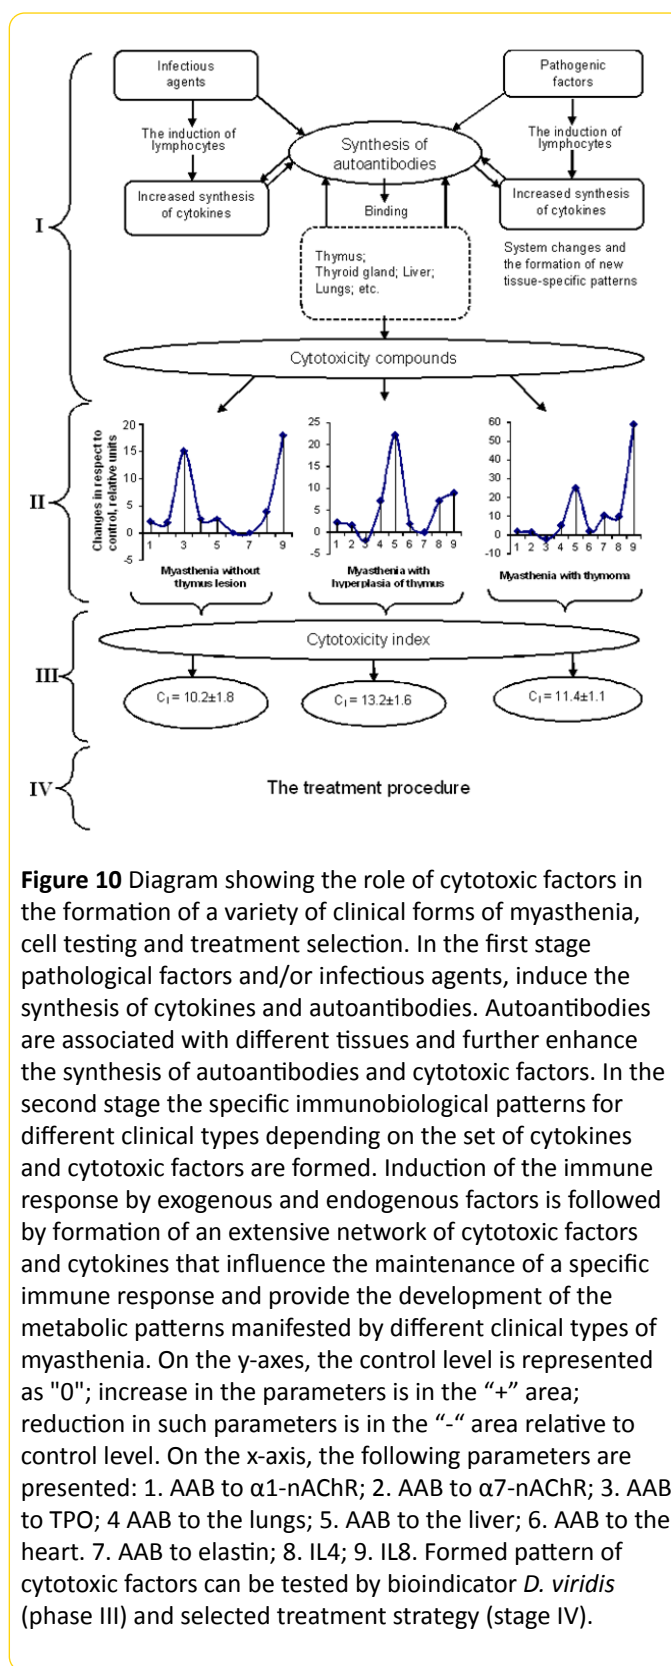 Infectious
agents
Pathogenic
factors
The induction of
lymphocytes
Synthesis of
autoantibodies
The induction of
lymphocytes
Increased synthesis
of cytokines
Binding
Increased synthesis
of cytokines
I
Thymus;
Thyroid gland; Liver;
Lungs; etc.
System changes and
the formation of new
tissue-specific patterns
Cytotoxicity compounds
II
Changes in respect to
control, relative units
20
15
10
5
0
-5
1 3 5 7 9
Myasthenia without
thymus lesion
25
20
15
10
5
0
-5
1 2 3 4 5 6 7 8 9
Myasthenia with
hyperplasia of thymus
60
50
40
30
20
10
0
-10
1 2 3 4 5 6 7 8 9
Myasthenia with thymoma
III
Cytotoxicity index
C I = 10.2±1.8
C I = 13.2±1.6
C I = 11.4±1.1
IV
The treatment procedure
Figure 10 Diagram showing the role of cytotoxic factors in
the formation of a variety of clinical forms of myasthenia,
cell testing and treatment selection. In the first stage
pathological factors and/or infectious agents, induce the
synthesis of cytokines and autoantibodies. Autoantibodies
are associated with different tissues and further enhance
the synthesis of autoantibodies and cytotoxic factors. In the
second stage the specific immunobiological patterns for
different clinical types depending on the set of cytokines
and cytotoxic factors are formed. Induction of the immune
response by exogenous and endogenous factors is followed
by formation of an extensive network of cytotoxic factors
and cytokines that influence the maintenance of a specific
immune response and provide the development of the
metabolic patterns manifested by different clinical types of
myasthenia. On the y-axes, the control level is represented
as "0"; increase in the parameters is in the “+” area;
reduction in such parameters is in the “-“ area relative to
control level. On the x-axis, the following parameters are
presented: 1. AAB to α1-nAChR; 2. AAB to α7-nAChR; 3. AAB
to TPO; 4 AAB to the lungs; 5. AAB to the liver; 6. AAB to the
heart. 7. AAB to elastin; 8. IL4; 9. IL8. Formed pattern of
cytotoxic factors can be tested by bioindicator D. viridis
(phase III) and selected treatment strategy (stage IV).